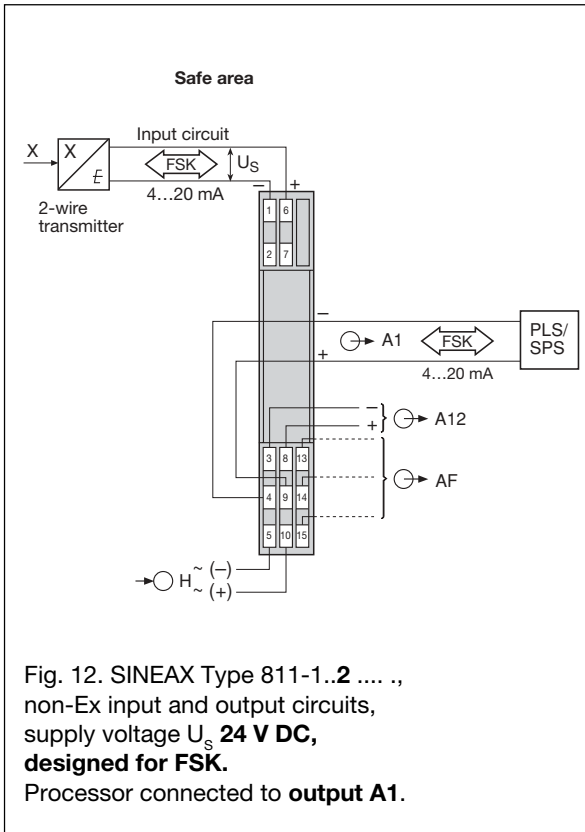 Safe area
Input circuit
X
X
E
FSK
U_S
− +
4...20 mA
2-wire
transmitter
1 6
2 7
−
PLS/
SPS
A1
FSK
+
4...20 mA
−
A12
+
3 8 13
AF
4 9 14
5 10 15
H ~ (−)
~ (+)
Fig. 12. SINEAX Type 811-1..2 .... .,
non-Ex input and output circuits,
supply voltage U_S 24 V DC,
designed for FSK.
Processor connected to output A1.